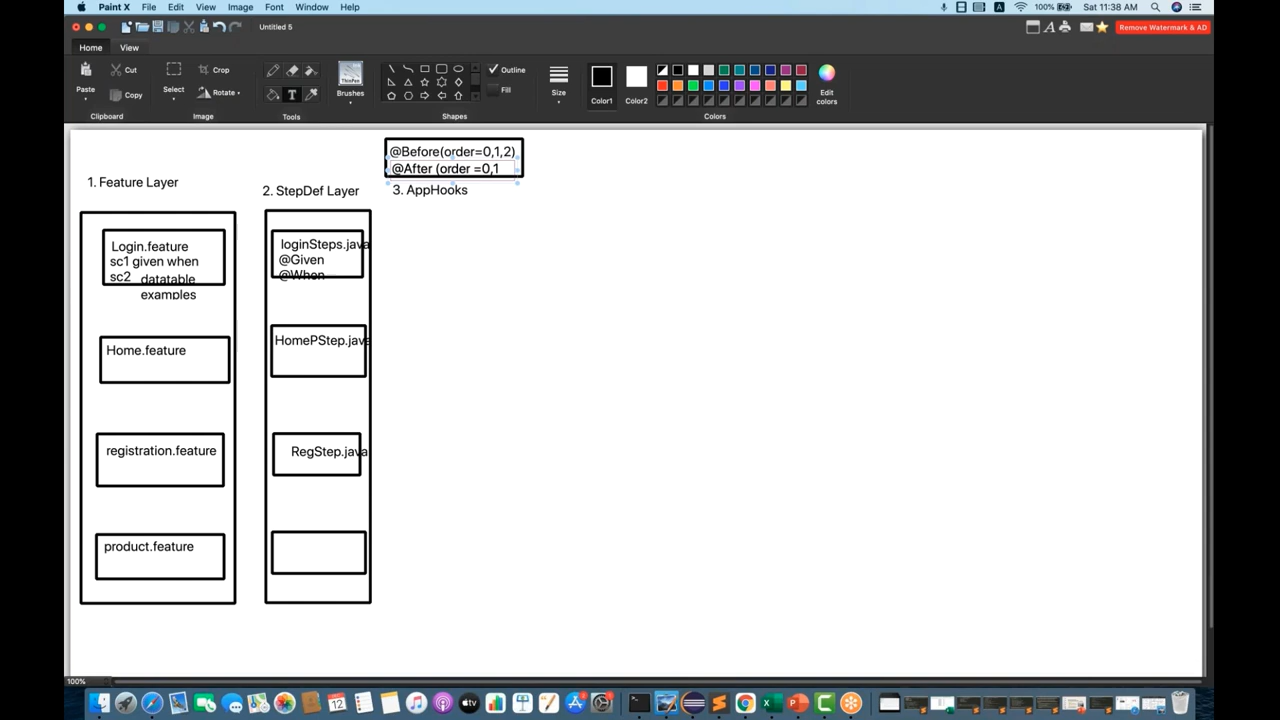 Paint X File Edit View Image Font Window Help
100% Sat 11:38 AM
Untitled 5
Remove Watermark & AD
Home View
Paste Cut Copy Clipboard
Select Crop Rotate Image
Tools
ThinPen
Brushes
Outline Fill Shapes
Size
Color1 Color2
Edit colors
Colors
@Before(order=0,1,2)
@After (order =0,1
3. AppHooks
1. Feature Layer
Login.feature
sc1 given when
sc2 datatable
examples
Home.feature
registration.feature
product.feature
2. StepDef Layer
loginSteps.java
@Given
@When
HomePStep.java
RegStep.java
100%